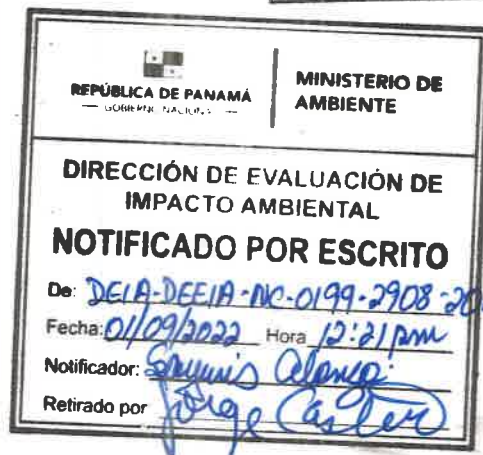 REPÚBLICA DE PANAMÁ
— GOBIERNO NACIONAL —
MINISTERIO DE
AMBIENTE
DIRECCIÓN DE EVALUACIÓN DE
IMPACTO AMBIENTAL
NOTIFICADO POR ESCRITO
De: DEIA-DEEIA-NC-0199-2908-20
Fecha: 01/09/2022 Hora 12:21 pm
Notificador:
Retirado por Jorge